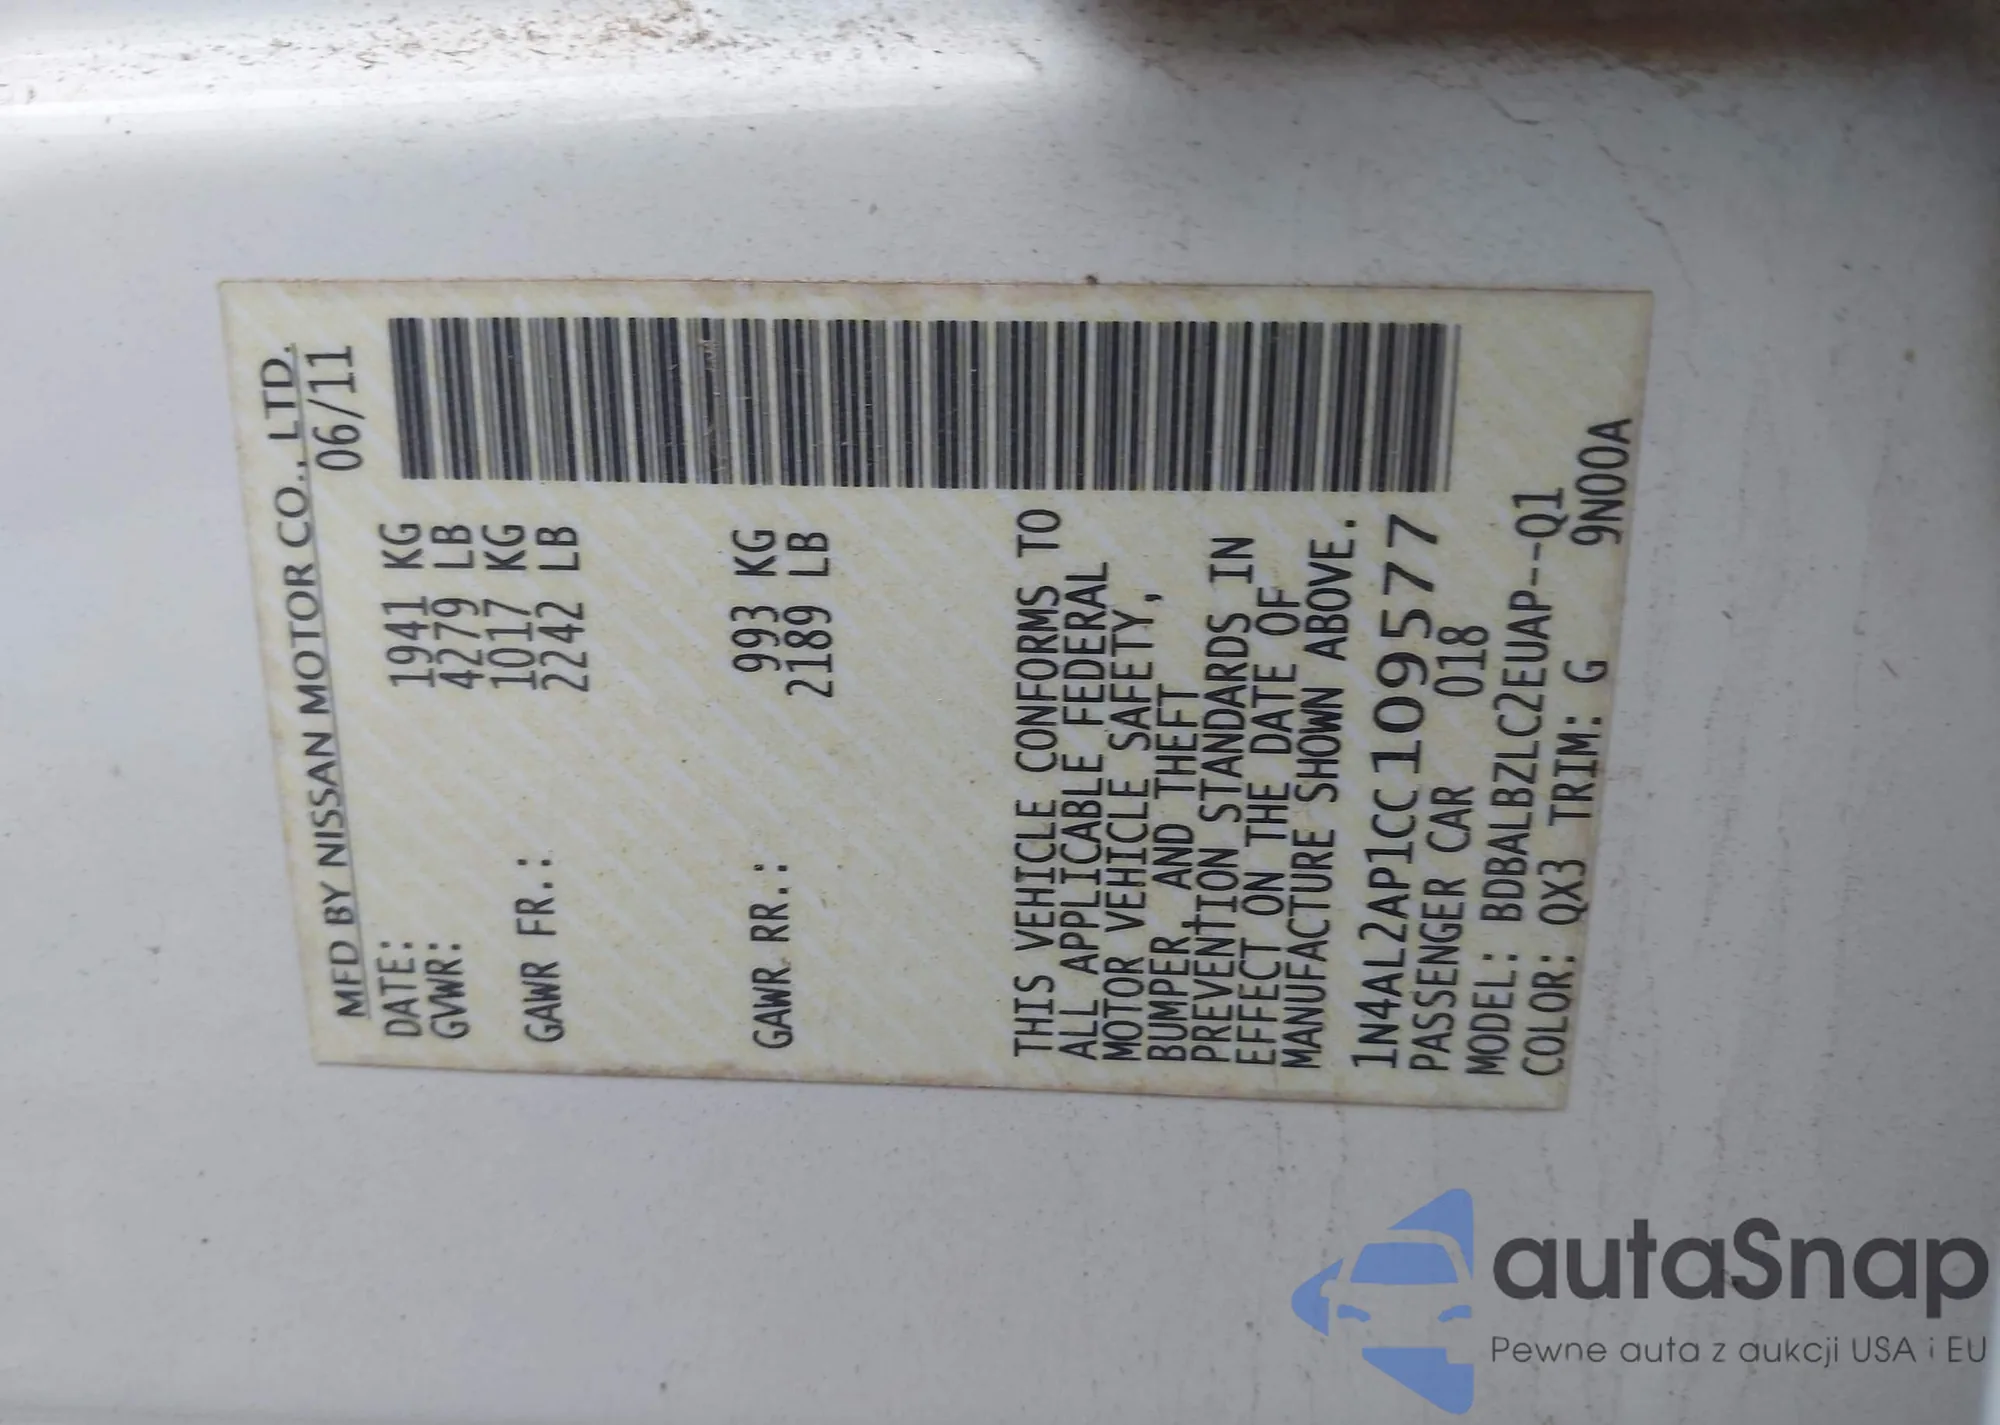 MFD BY NISSAN MOTOR CO., LTD.
DATE: 06/11
GVWR: 1941 KG
4279 LB
GAWR FR.: 1017 KG
2242 LB
GAWR RR.: 993 KG
2189 LB
THIS VEHICLE CONFORMS TO
ALL APPLICABLE FEDERAL
MOTOR VEHICLE SAFETY,
BUMPER, AND THEFT
PREVENTION STANDARDS IN
EFFECT ON THE DATE OF
MANUFACTURE SHOWN ABOVE.
1N4AL2AP1CC109577
PASSENGER CAR 018
MODEL: BDBALBZLC2EUAP--Q1
COLOR: QX3 TRIM: G 9N00A
autaSnap
Pewne auta z aukcji USA i EU